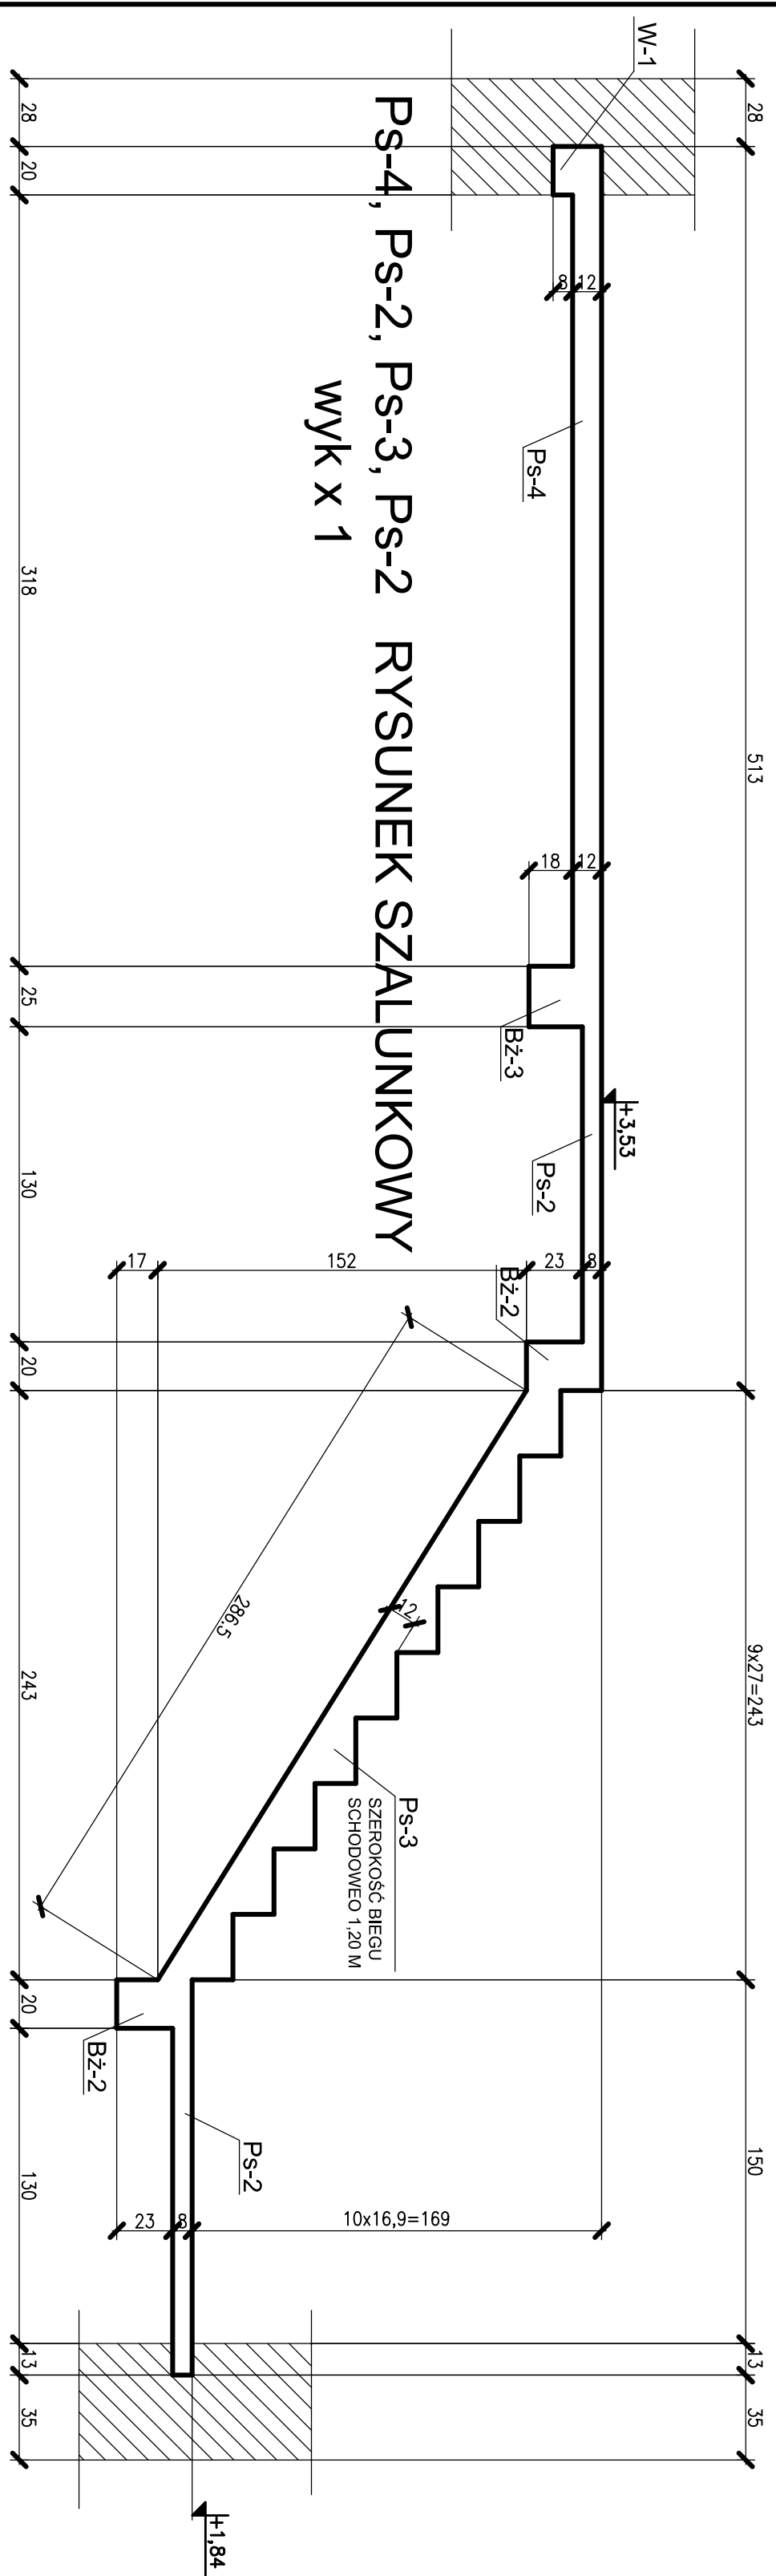 28
513
9x27=243
150
13
35
W-1
8
12
Ps-4
18
12
Bż-3
+3,53
Ps-2
Bż-2
23
8
152
17
12
286.5
Ps-3
SZEROKOŚĆ BIEGU
SCHODOWEO 1,20 M
Bż-2
Ps-2
10x16,9=169
8
23
+1,84
Ps-4, Ps-2, Ps-3, Ps-2 RYSUNEK SZALUNKOWY
wyk x 1
28
20
318
25
130
20
243
20
130
13
35